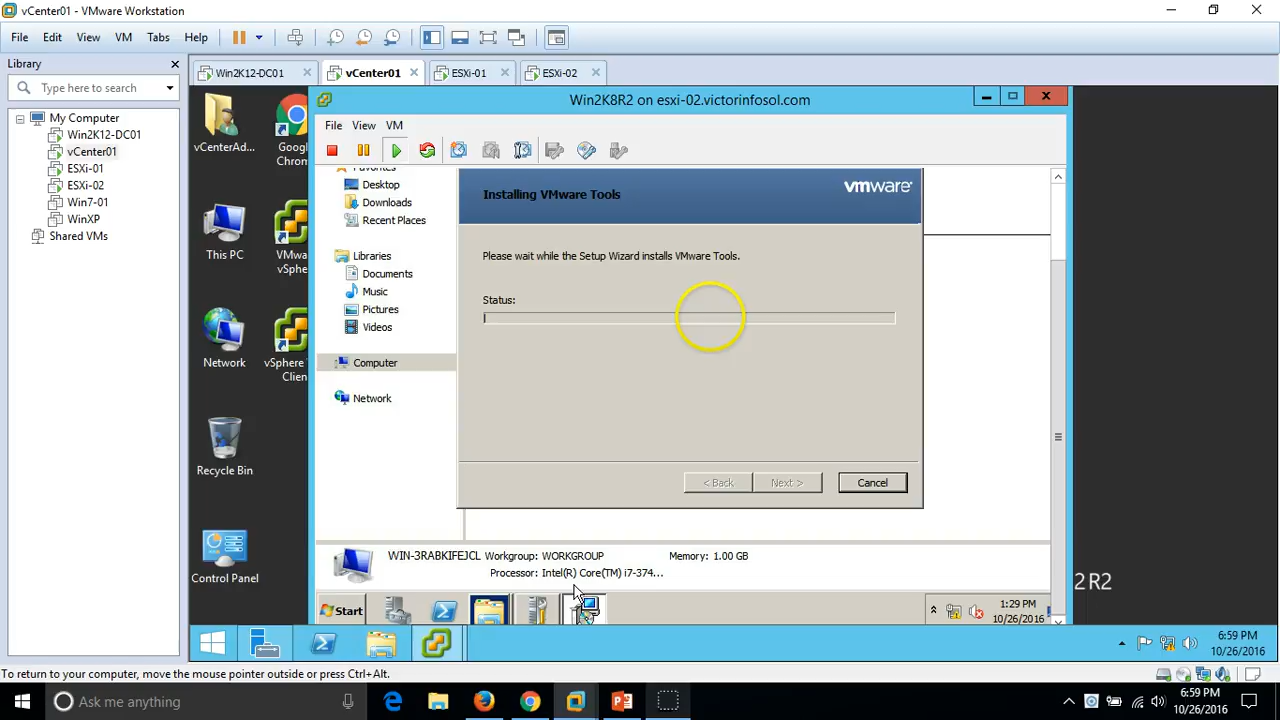 vCenter01 - VMware Workstation
File Edit View VM Tabs Help
Library
Type here to search
My Computer
Win2K12-DC01
vCenter01
ESXi-01
ESXi-02
Win7-01
WinXP
Shared VMs
Win2K12-DC01 vCenter01 ESXi-01 ESXi-02
vCenterAd...
Goog
Chrom
This PC
VMwa
vSphe
Network
vSphere
Clien
Recycle Bin
Control Panel
Win2K8R2 on esxi-02.victorinfosol.com
File View VM
Favorites
Desktop
Downloads
Recent Places
Libraries
Documents
Music
Pictures
Videos
Computer
Network
Installing VMware Tools
vmware
Please wait while the Setup Wizard installs VMware Tools.
Status:
< Back Next > Cancel
WIN-3RABKIFEJCL Workgroup: WORKGROUP Memory: 1.00 GB
Processor: Intel(R) Core(TM) i7-374...
2 R2
Start
1:29 PM
10/26/2016
6:59 PM
10/26/2016
To return to your computer, move the mouse pointer outside or press Ctrl+Alt.
Ask me anything
6:59 PM
10/26/2016